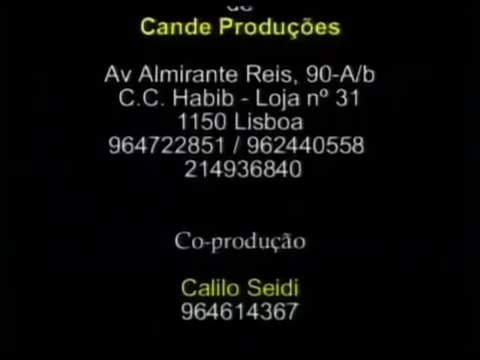 de
Cande Produções
Av Almirante Reis, 90-A/b
C.C. Habib - Loja nº 31
1150 Lisboa
964722851 / 962440558
214936840
Co-produção
Calilo Seidi
964614367